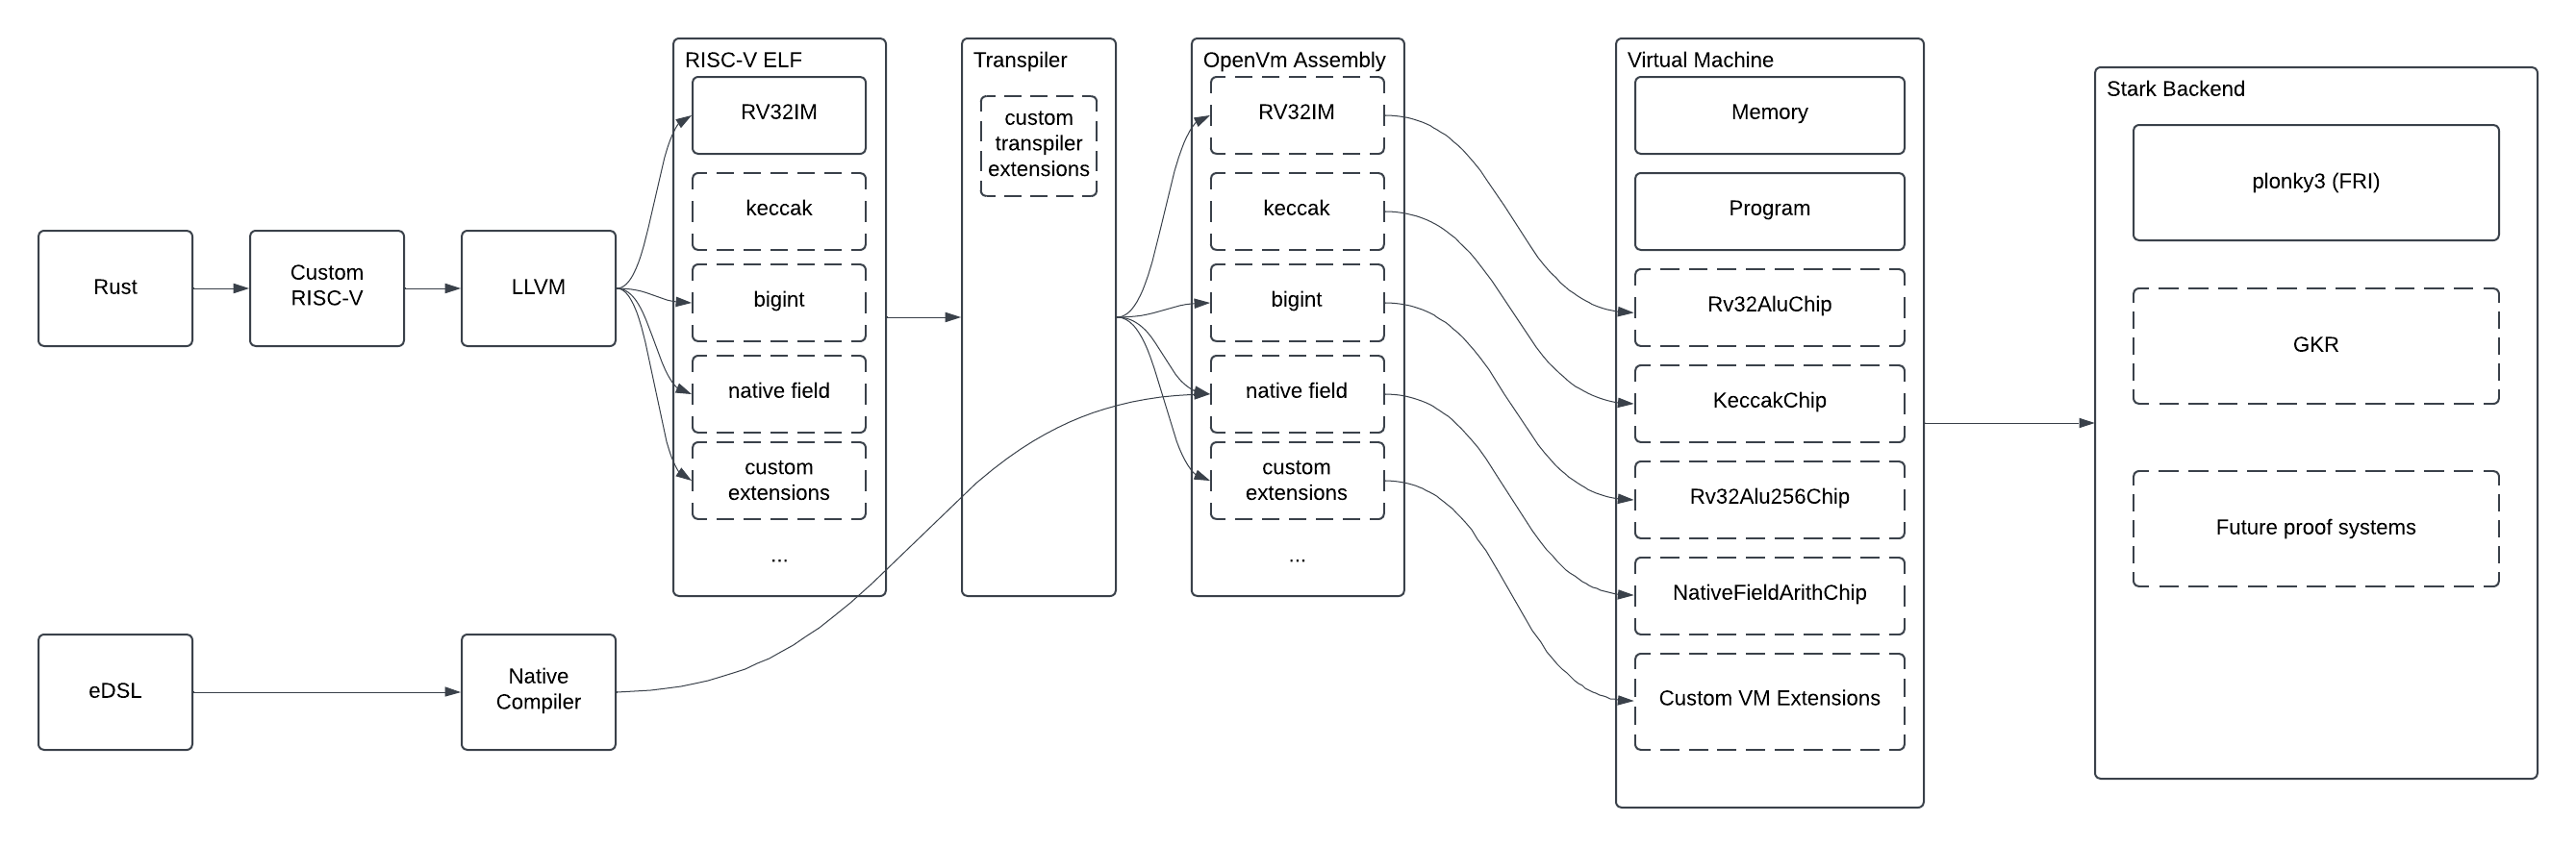 Rust
Custom
RISC-V
LLVM
eDSL
Native
Compiler
RISC-V ELF
RV32IM
keccak
bigint
native field
custom
extensions
...
Transpiler
custom
transpiler
extensions
OpenVm Assembly
RV32IM
keccak
bigint
native field
custom
extensions
...
Virtual Machine
Memory
Program
Rv32AluChip
KeccakChip
Rv32Alu256Chip
NativeFieldArithChip
Custom VM Extensions
Stark Backend
plonky3 (FRI)
GKR
Future proof systems